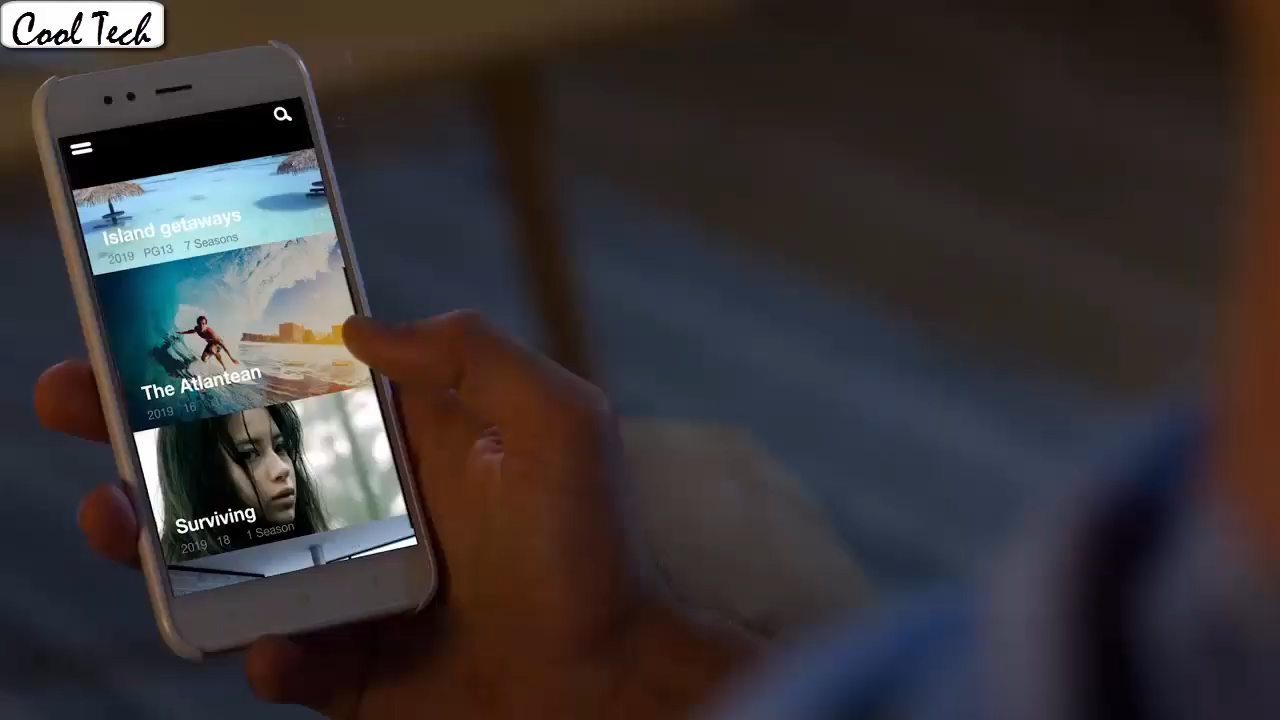 Cool Tech
Island getaways
2019 PG13 7 Seasons
The Atlantean
2019 16
Surviving
2019 18 1 Season